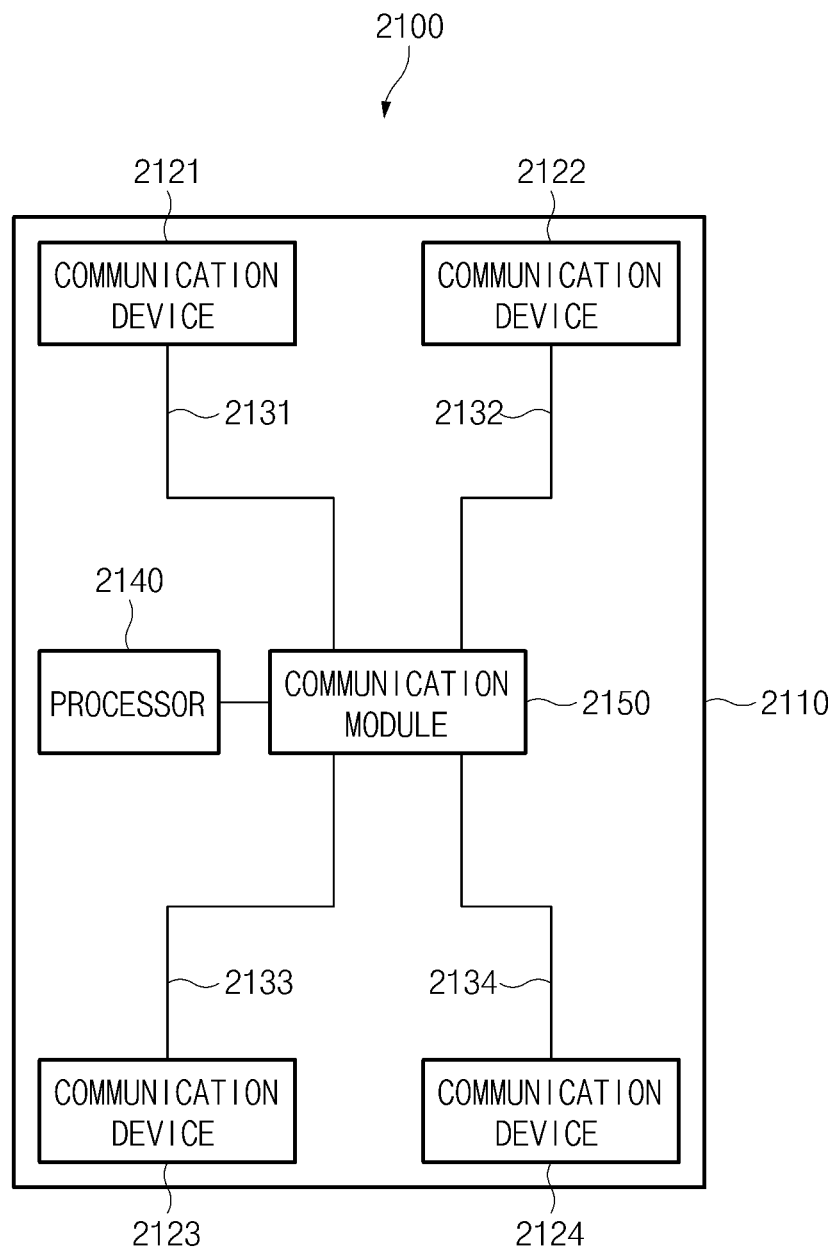 2100
2121
2122
COMMUNICATION
DEVICE
COMMUNICATION
DEVICE
2131
2132
2140
PROCESSOR
COMMUNICATION
MODULE
2150
2110
2133
2134
COMMUNICATION
DEVICE
COMMUNICATION
DEVICE
2123
2124